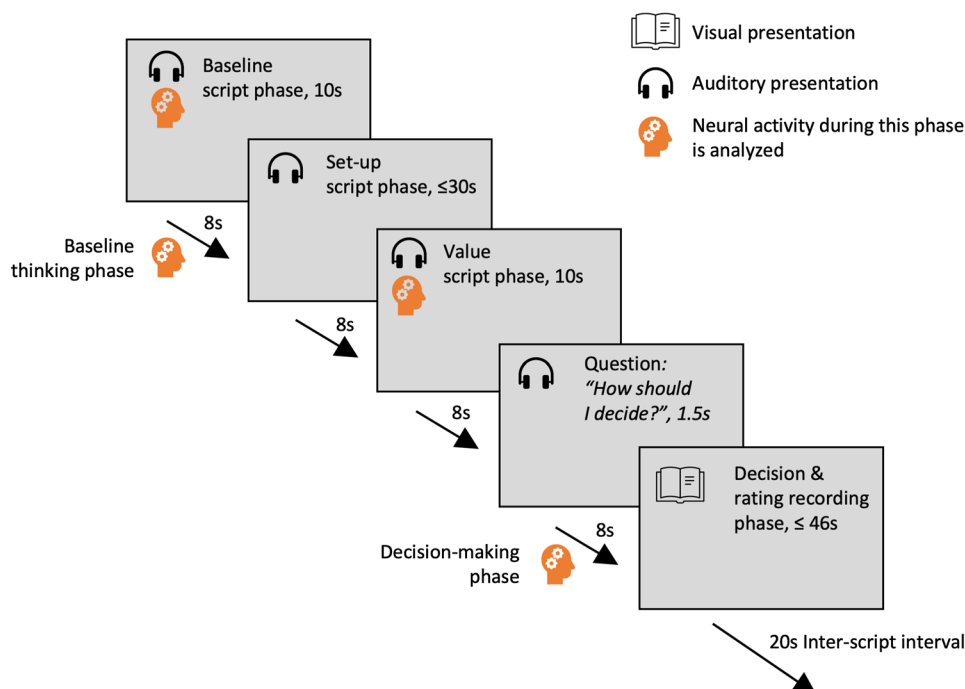 Visual presentation
Auditory presentation
Neural activity during this phase
is analyzed
Baseline
script phase, 10s
8s
Baseline
thinking phase
Set-up
script phase, ≤30s
8s
Value
script phase, 10s
8s
Question:
“How should
I decide?”, 1.5s
8s
Decision-making
phase
Decision &
rating recording
phase, ≤ 46s
20s Inter-script interval